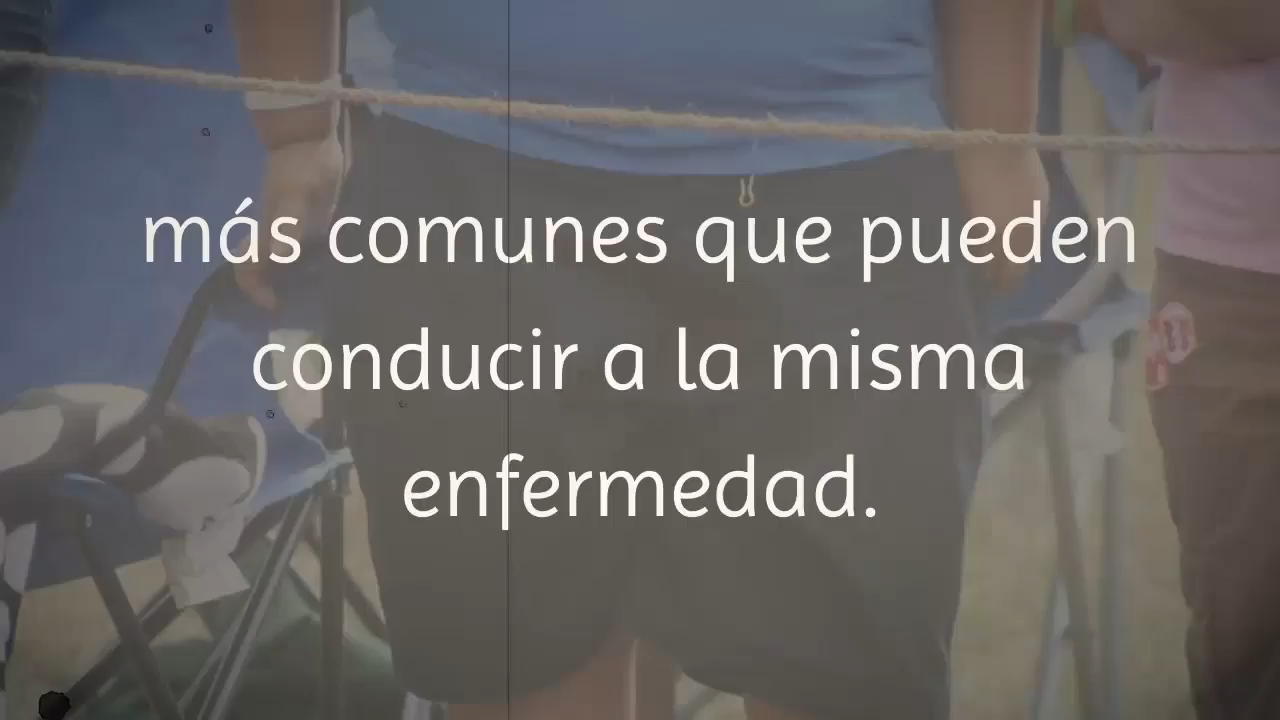 más comunes que pueden
conducir a la misma
enfermedad.